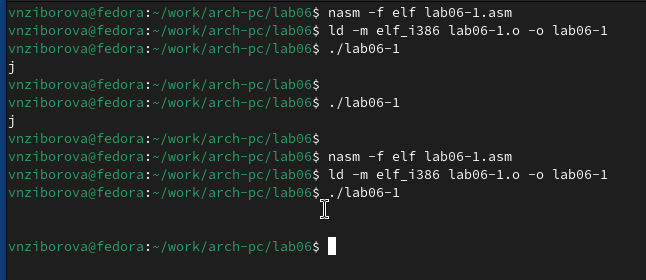 vnziborova@fedora:~/work/arch-pc/lab06$ nasm -f elf lab06-1.asm
vnziborova@fedora:~/work/arch-pc/lab06$ ld -m elf_i386 lab06-1.o -o lab06-1
vnziborova@fedora:~/work/arch-pc/lab06$ ./lab06-1
j
vnziborova@fedora:~/work/arch-pc/lab06$
vnziborova@fedora:~/work/arch-pc/lab06$ ./lab06-1
j
vnziborova@fedora:~/work/arch-pc/lab06$
vnziborova@fedora:~/work/arch-pc/lab06$ nasm -f elf lab06-1.asm
vnziborova@fedora:~/work/arch-pc/lab06$ ld -m elf_i386 lab06-1.o -o lab06-1
vnziborova@fedora:~/work/arch-pc/lab06$ ./lab06-1
vnziborova@fedora:~/work/arch-pc/lab06$